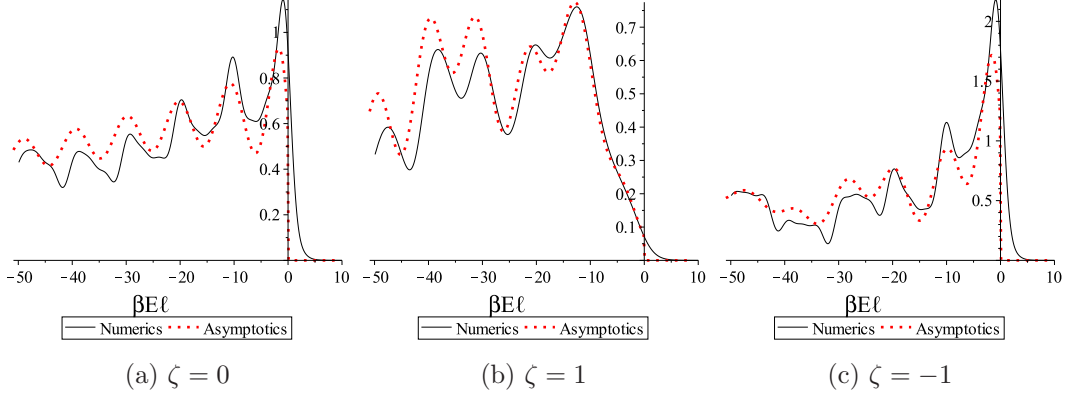 1
0.8
0.6
0.4
0.2
−50 −40 −30 −20 −10 0 10
βEℓ
Numerics Asymptotics
(a) ζ = 0
0.7
0.6
0.5
0.4
0.3
0.2
0.1
−50 −40 −30 −20 −10 0 10
βEℓ
Numerics Asymptotics
(b) ζ = 1
2
1.5
1
0.5
−50 −40 −30 −20 −10 0 10
βEℓ
Numerics Asymptotics
(c) ζ = −1